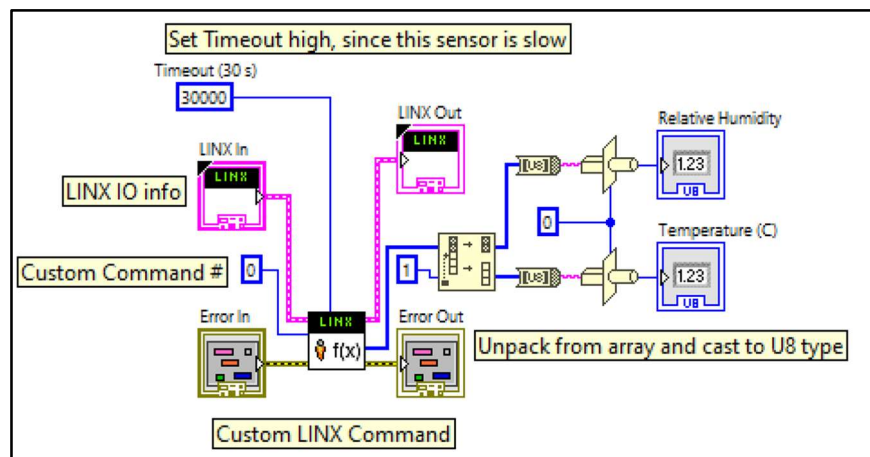 Set Timeout high, since this sensor is slow
Timeout (30 s)
30000
LINX Out
LINX
Relative Humidity
1.23
U8
LINX In
LINX
LINX IO info
[U8]
0
Temperature (C)
1.23
U8
Custom Command #
0
1
[U8]
Error In
LINX
f(x)
Error Out
Unpack from array and cast to U8 type
Custom LINX Command